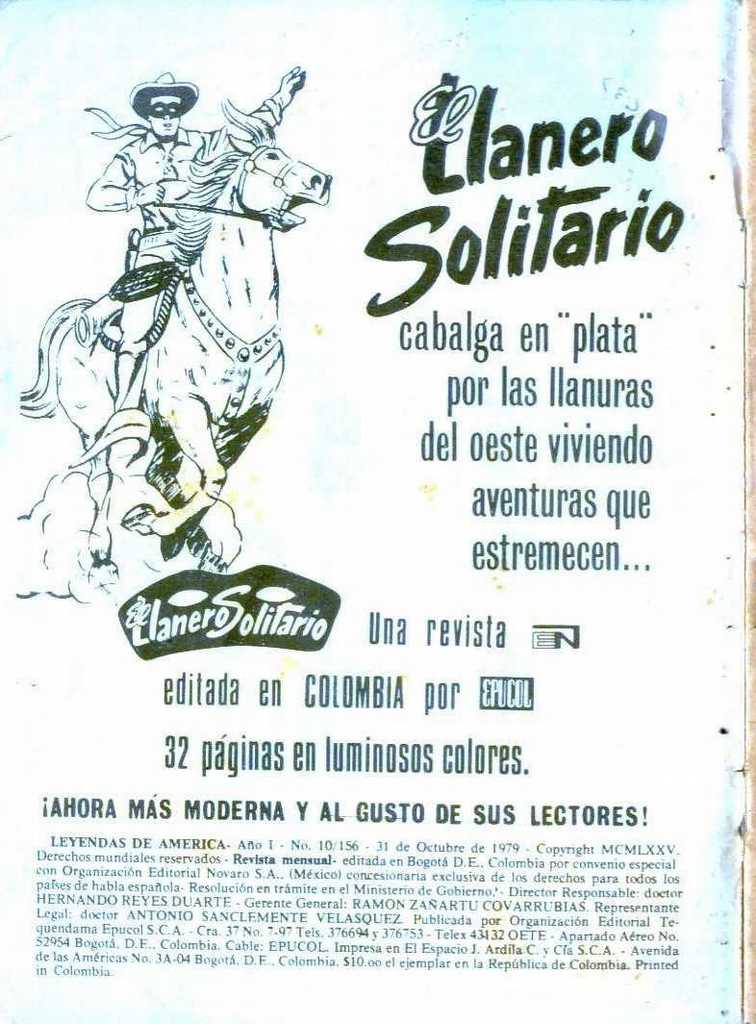 El Llanero
Solitario
cabalga en "plata"
por las llanuras
del oeste viviendo
aventuras que
estremecen...
El Llanero Solitario
Una revista EN
editada en COLOMBIA por EPUCOL
32 páginas en luminosos colores.
¡AHORA MÁS MODERNA Y AL GUSTO DE SUS LECTORES!
LEYENDAS DE AMERICA- Año I - No. 10/156 - 31 de Octubre de 1979 - Copyright MCMLXXV.
Derechos mundiales reservados - Revista mensual- editada en Bogotá D.E., Colombia por convenio especial
con Organización Editorial Novaro S.A., (México) concesionaria exclusiva de los derechos para todos los
países de habla española- Resolución en trámite en el Ministerio de Gobierno.- Director Responsable: doctor
HERNANDO REYES DUARTE - Gerente General: RAMON ZAÑARTU COVARRUBIAS. Representante
Legal: doctor ANTONIO SANCLEMENTE VELASQUEZ. Publicada por Organización Editorial Te-
quendama Epucol S.C.A. - Cra. 37 No. 7-97 Tels. 376694 y 376753 - Telex 43132 OETE - Apartado Aéreo No.
52954 Bogotá, D.E., Colombia. Cable: EPUCOL. Impresa en El Espacio J. Ardila C. y Cía S.C.A. - Avenida
de las Américas No. 3A-04 Bogotá, D.E., Colombia. $10.oo el ejemplar en la República de Colombia. Printed
in Colombia.